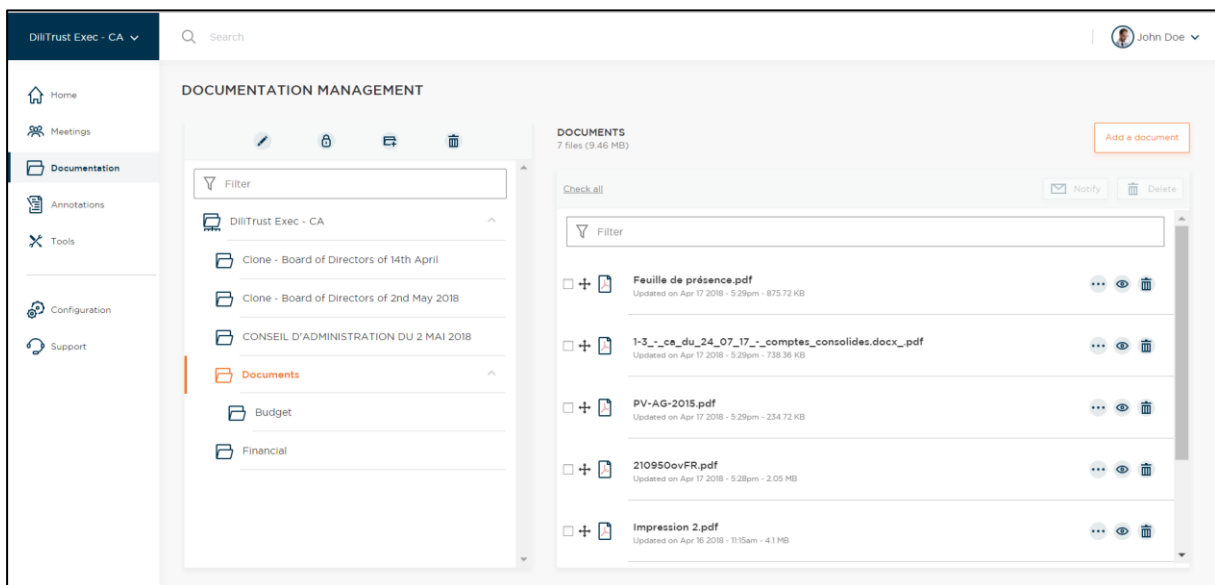 DiliTrust Exec - CA
Search
John Doe
Home
Meetings
Documentation
Annotations
Tools
Configuration
Support
DOCUMENTATION MANAGEMENT
Filter
DiliTrust Exec - CA
Clone - Board of Directors of 14th April
Clone - Board of Directors of 2nd May 2018
CONSEIL D'ADMINISTRATION DU 2 MAI 2018
Documents
Budget
Financial
DOCUMENTS
7 files (9.46 MB)
Add a document
Check all
Notify
Delete
Filter
Feuille de présence.pdf
Updated on Apr 17 2018 - 5:29pm - 875.72 KB
1-3_-_ca_du_24_07_17_-_comptes_consolides.docx_.pdf
Updated on Apr 17 2018 - 5:29pm - 738.36 KB
PV-AG-2015.pdf
Updated on Apr 17 2018 - 5:29pm - 234.72 KB
210950ovFR.pdf
Updated on Apr 17 2018 - 5:28pm - 2.05 MB
Impression 2.pdf
Updated on Apr 16 2018 - 11:15am - 4.1 MB